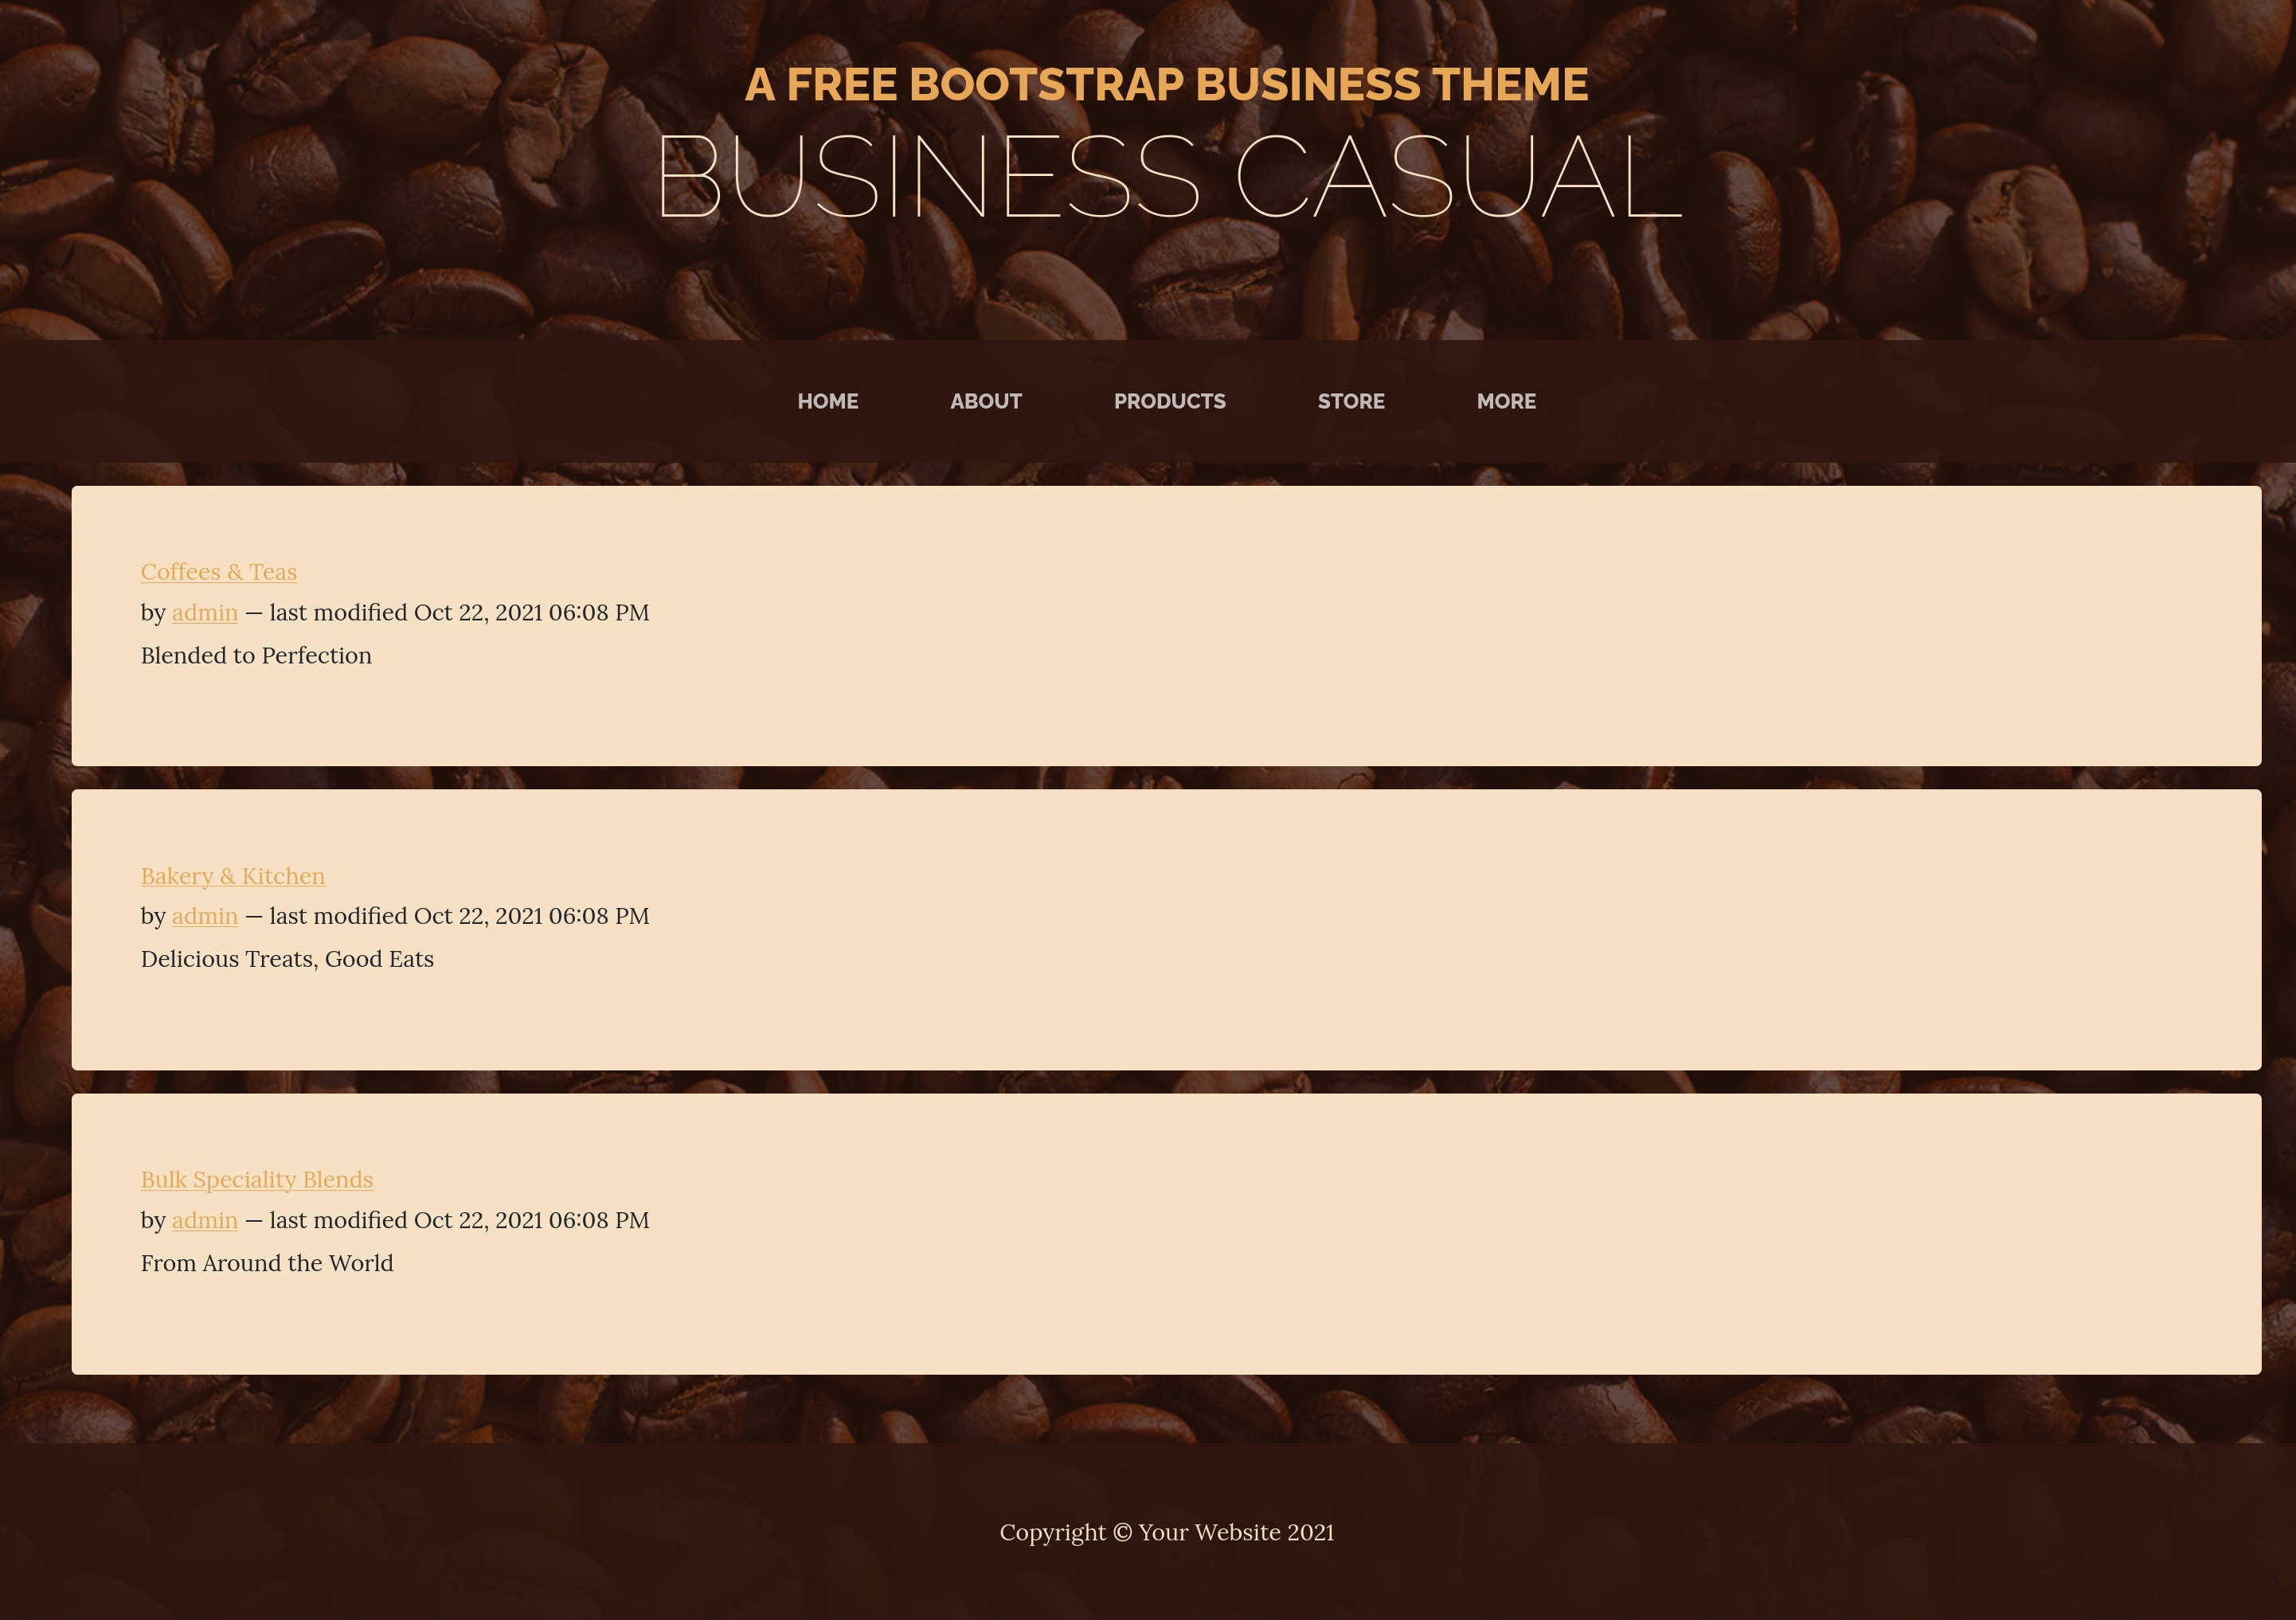 A FREE BOOTSTRAP BUSINESS THEME
BUSINESS CASUAL
HOME ABOUT PRODUCTS STORE MORE
Coffees & Teas
by admin — last modified Oct 22, 2021 06:08 PM
Blended to Perfection
Bakery & Kitchen
by admin — last modified Oct 22, 2021 06:08 PM
Delicious Treats, Good Eats
Bulk Speciality Blends
by admin — last modified Oct 22, 2021 06:08 PM
From Around the World
Copyright © Your Website 2021